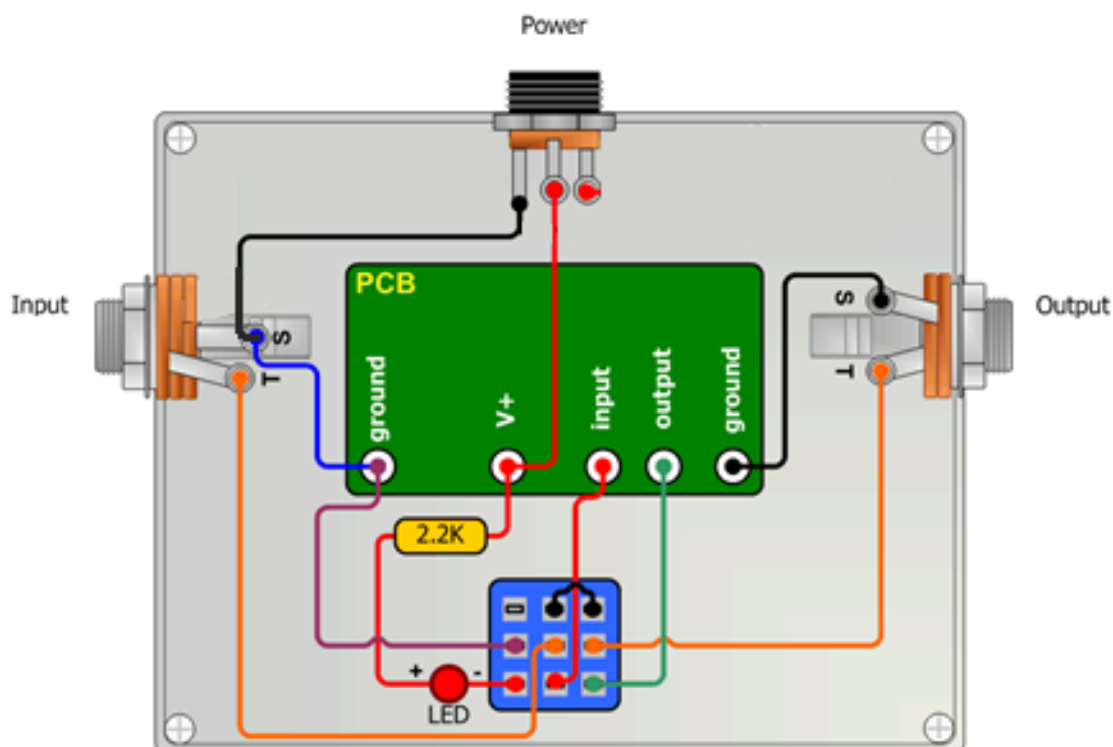 Power
Input
Output
PCB
S
T
S
T
ground
V+
input
output
ground
2.2K
+
-
LED